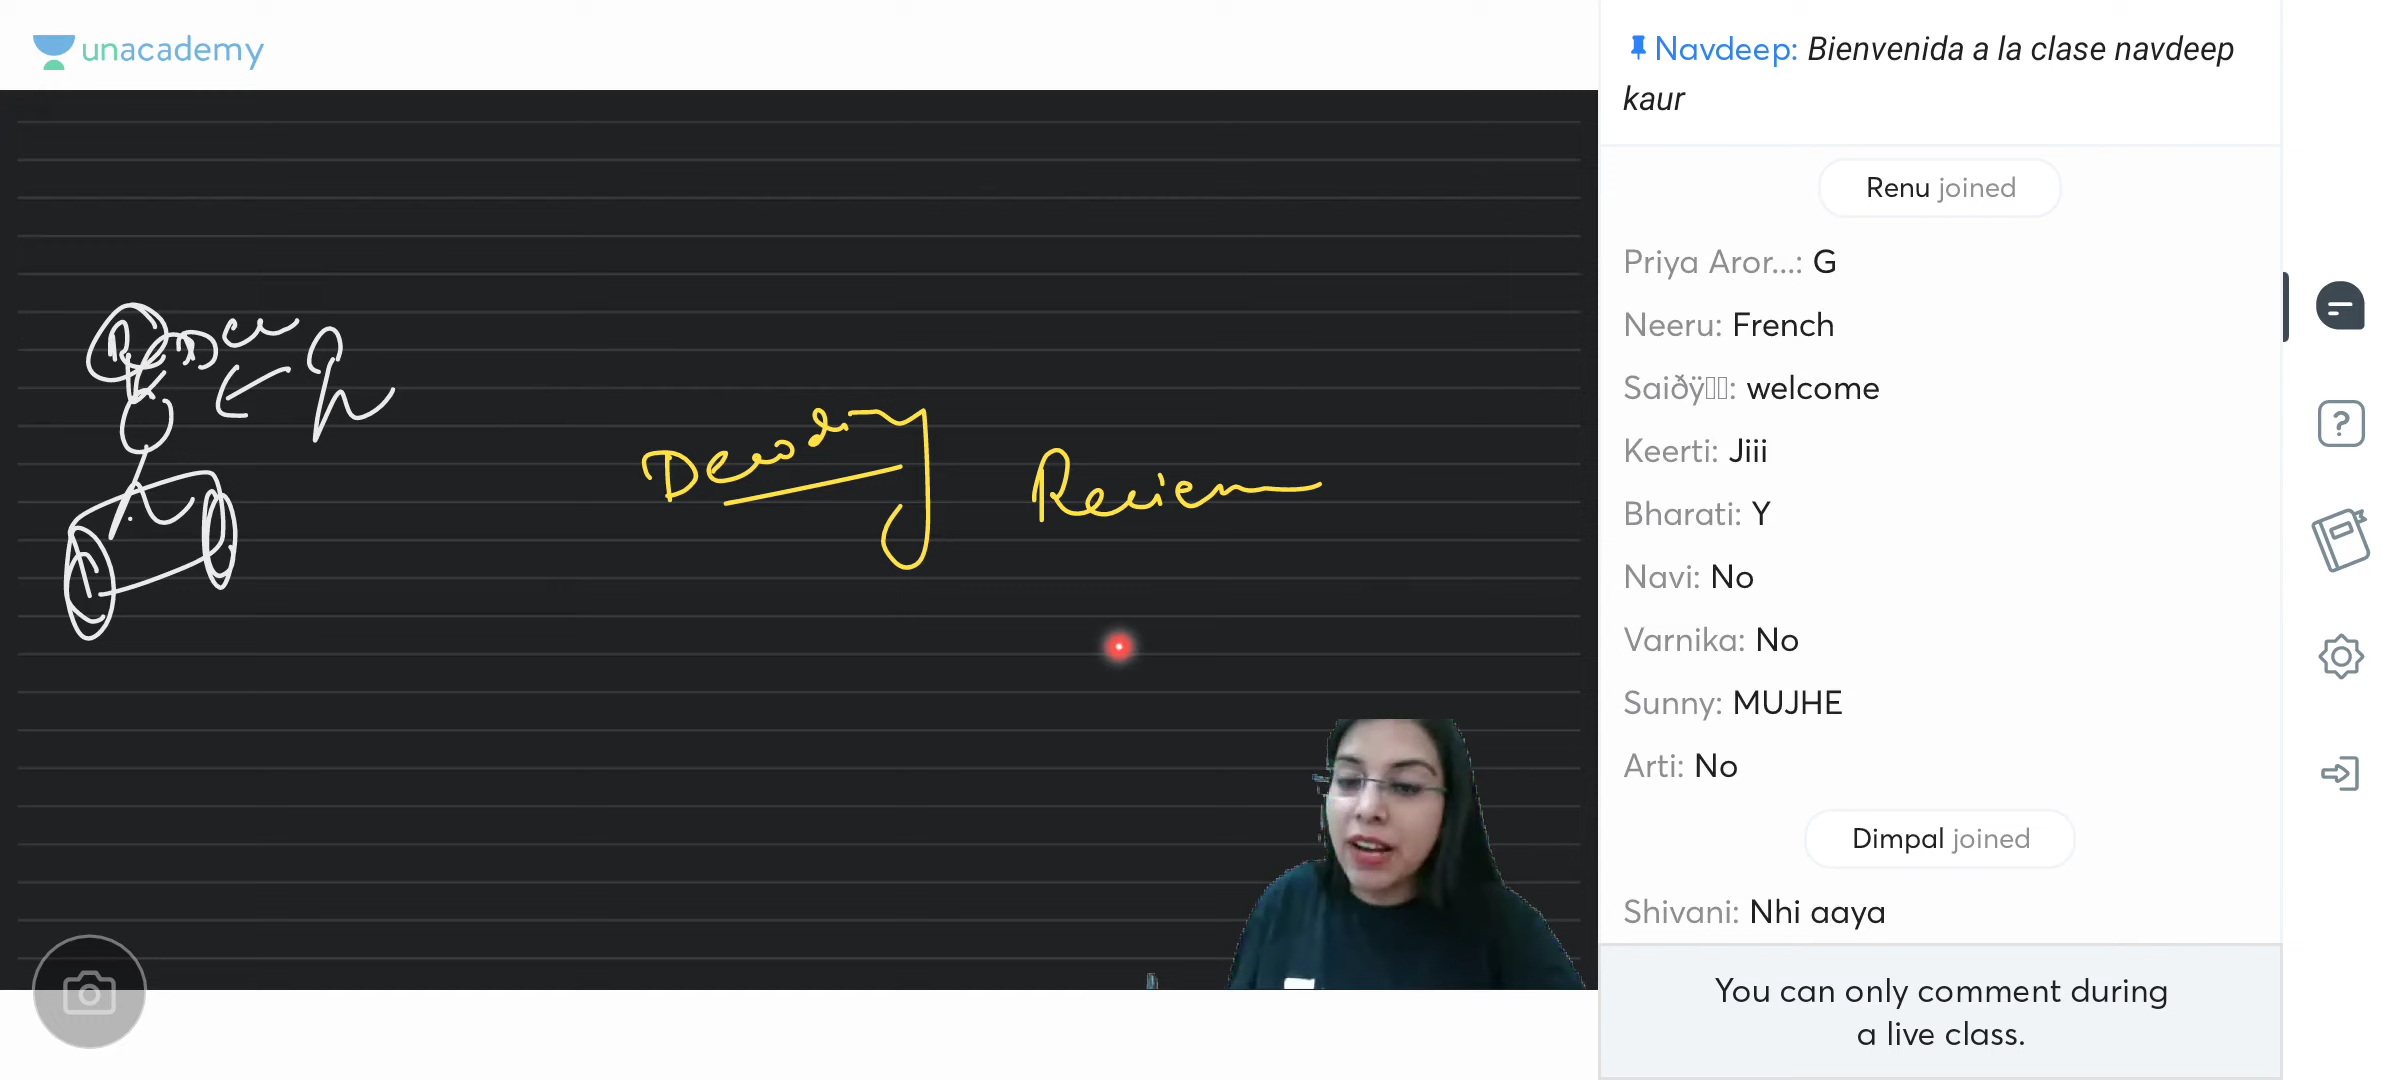 unacademy
Decoding
Navdeep: Bienvenida a la clase navdeep
kaur
Renu joined
Priya Aror...: G
Neeru: French
Saiðÿ: welcome
Keerti: Jiii
Bharati: Y
Navi: No
Varnika: No
Sunny: MUJHE
Arti: No
Dimpal joined
Shivani: Nhi aaya
You can only comment during
a live class.